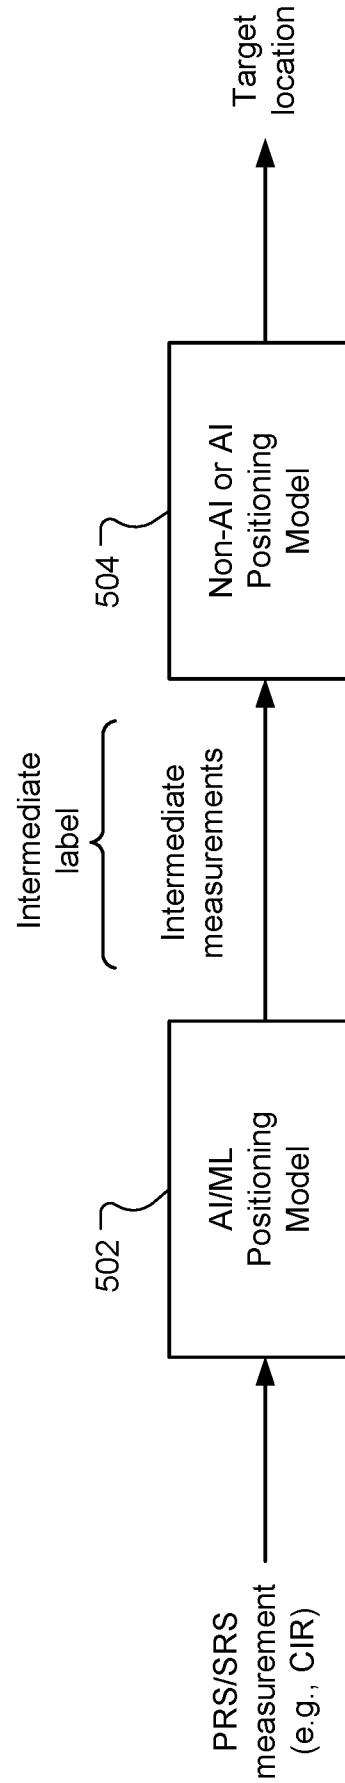 PRS/SRS
measurement
(e.g., CIR)
502
AI/ML
Positioning
Model
Intermediate
label
Intermediate
measurements
504
Non-AI or AI
Positioning
Model
Target
location